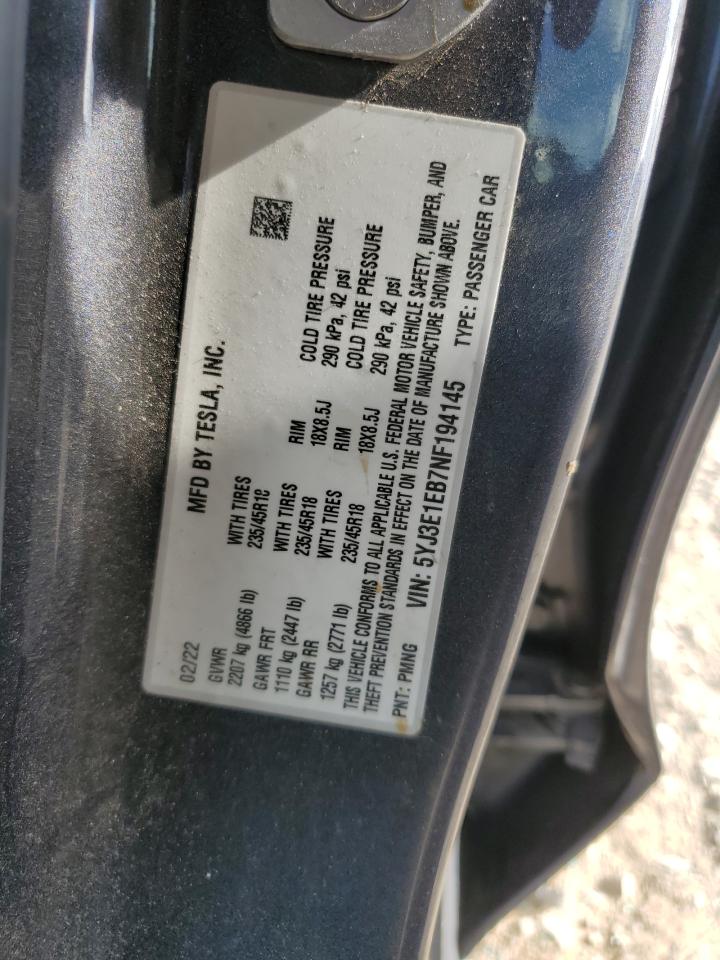 MFD BY TESLA, INC.
02/22
GVWR
2207 kg (4866 lb)
WITH TIRES
235/45R18
GAWR FRT
1110 kg (2447 lb)
WITH TIRES
235/45R18
RIM
18X8.5J
COLD TIRE PRESSURE
290 kPa, 42 psi
GAWR RR
1257 kg (2771 lb)
WITH TIRES
235/45R18
RIM
18X8.5J
COLD TIRE PRESSURE
290 kPa, 42 psi
THIS VEHICLE CONFORMS TO ALL APPLICABLE U.S. FEDERAL MOTOR VEHICLE SAFETY, BUMPER, AND
THEFT PREVENTION STANDARDS IN EFFECT ON THE DATE OF MANUFACTURE SHOWN ABOVE.
PNT: PMNG VIN: 5YJ3E1EB7NF194145 TYPE: PASSENGER CAR